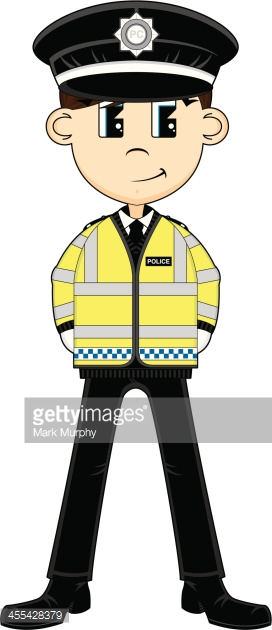 PC
POLICE
gettyimages
Mark Murphy
455428379